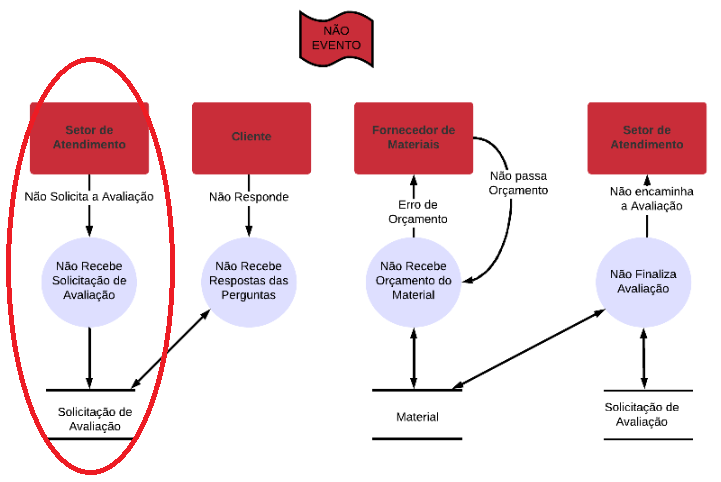 NÃO
EVENTO
Setor de
Atendimento
Cliente
Fornecedor de
Materiais
Setor de
Atendimento
Não Solicita a Avaliação
Não Responde
Erro de
Orçamento
Não passa
Orçamento
Não encaminha
a Avaliação
Não Recebe
Solicitação de
Avaliação
Não Recebe
Respostas das
Perguntas
Não Recebe
Orçamento do
Material
Não Finaliza
Avaliação
Solicitação de
Avaliação
Material
Solicitação de
Avaliação